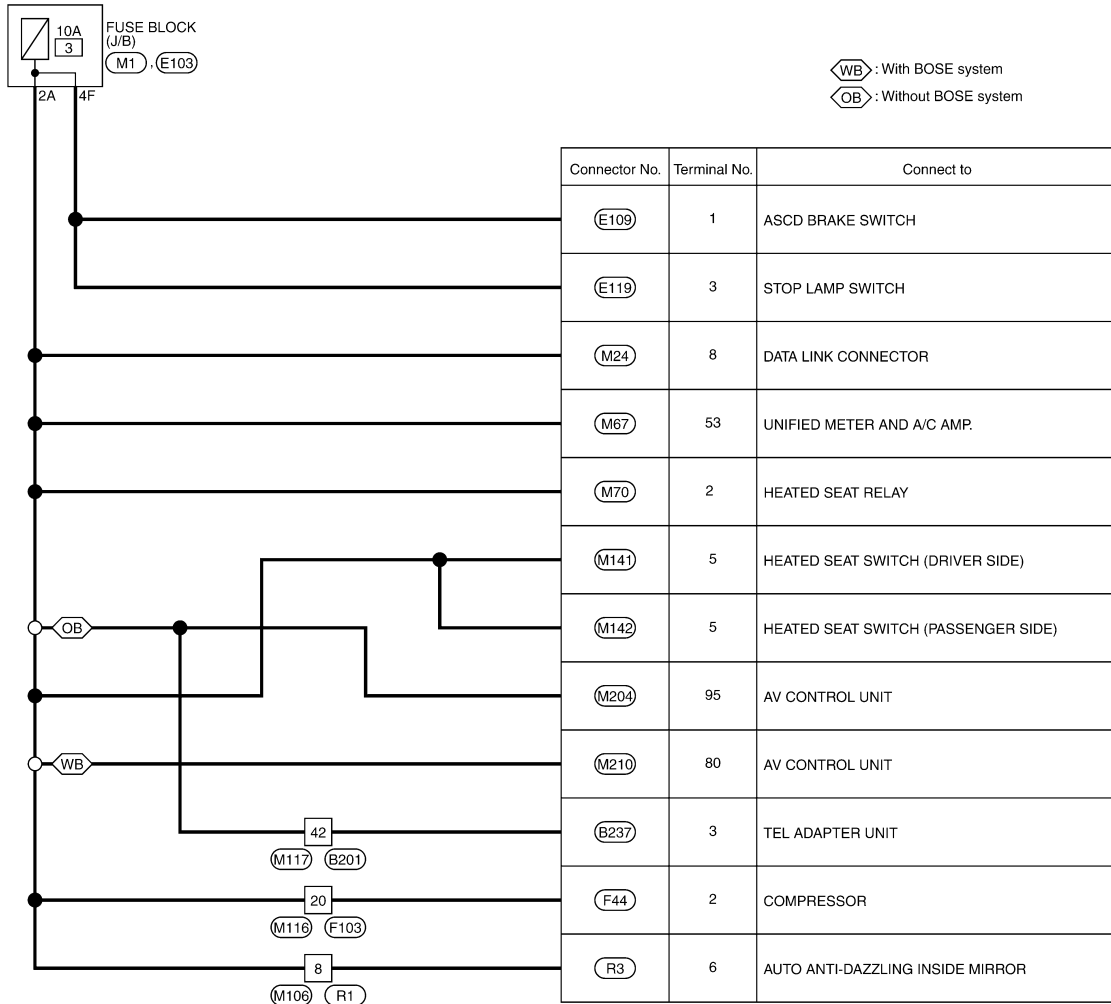 10A
3
FUSE BLOCK
(J/B)
M1 , E103
2A 4F
WB : With BOSE system
OB : Without BOSE system
Connector No. Terminal No. Connect to
E109 1 ASCD BRAKE SWITCH
E119 3 STOP LAMP SWITCH
M24 8 DATA LINK CONNECTOR
M67 53 UNIFIED METER AND A/C AMP.
M70 2 HEATED SEAT RELAY
M141 5 HEATED SEAT SWITCH (DRIVER SIDE)
OB M142 5 HEATED SEAT SWITCH (PASSENGER SIDE)
M204 95 AV CONTROL UNIT
WB M210 80 AV CONTROL UNIT
42 B237 3 TEL ADAPTER UNIT
M117 B201
20 F44 2 COMPRESSOR
M116 F103
8 R3 6 AUTO ANTI-DAZZLING INSIDE MIRROR
M106 R1